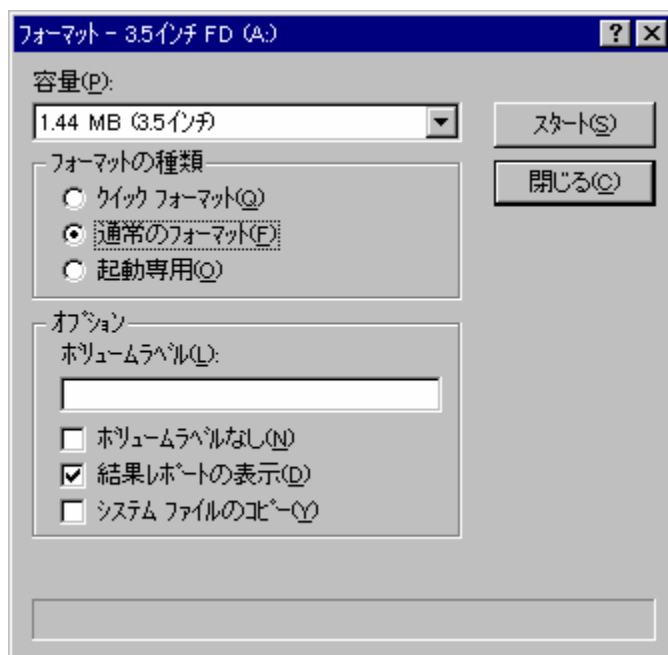 フォーマット - 3.5インチ FD (A:)
容量(P):
1.44 MB (3.5インチ)
スタート(S)
フォーマットの種類
閉じる(C)
クイック フォーマット(Q)
通常のフォーマット(F)
起動専用(O)
オプション
ボリュームラベル(L):
ボリュームラベルなし(N)
結果レポートの表示(D)
システム ファイルのコピー(Y)